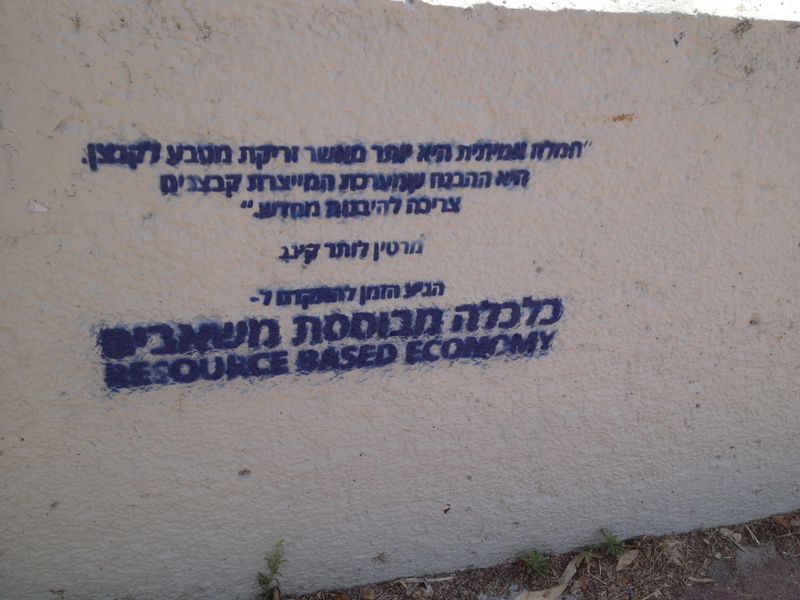 "חמלה אמיתית היא יותר מאשר זריקת מטבע לקבצן.
היא ההבנה שמערכת המייצרת קבצנים
צריכה להיבנות מחדש."
מרטין לותר קינג
הגיע הזמן להתקדם ל-
כלכלה מבוססת משאבים
RESOURCE BASED ECONOMY